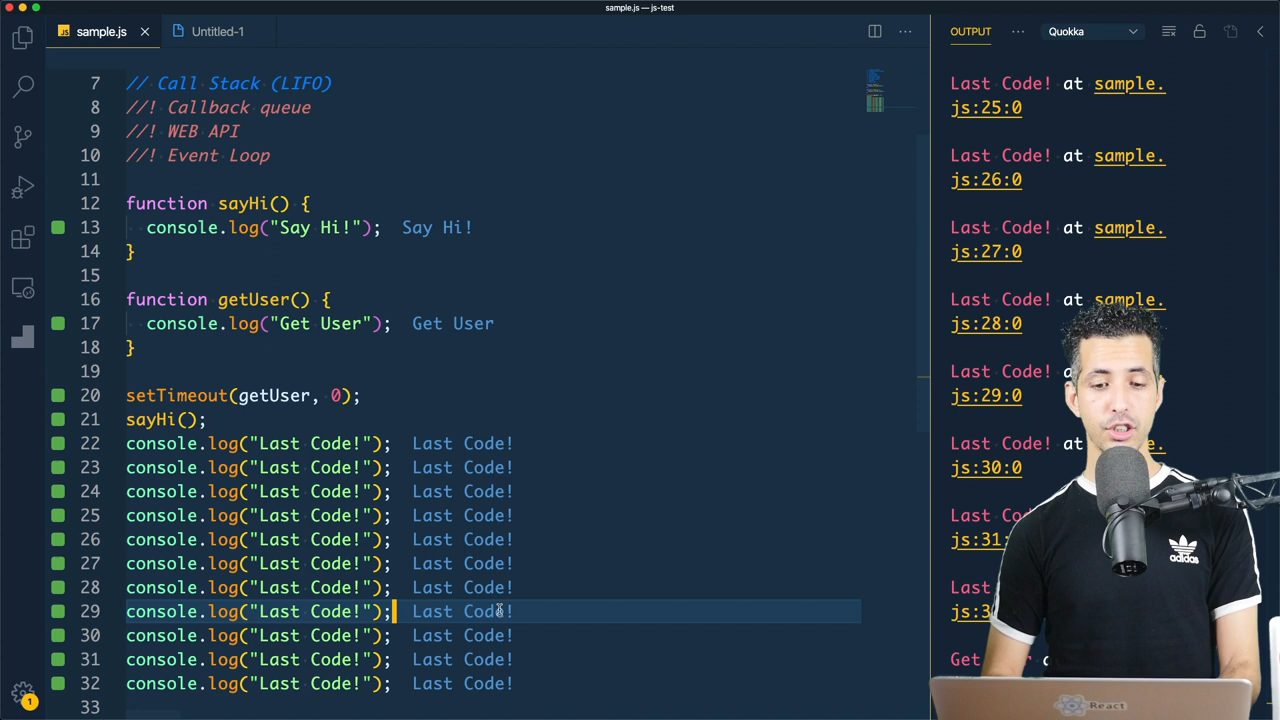 sample.js — js-test
sample.js
Untitled-1
7 // Call Stack (LIFO)
8 //! Callback queue
9 //! WEB API
10 //! Event Loop
11
12 function sayHi() {
13 console.log("Say Hi!"); Say Hi!
14 }
15
16 function getUser() {
17 console.log("Get User"); Get User
18 }
19
20 setTimeout(getUser, 0);
21 sayHi();
22 console.log("Last Code!"); Last Code!
23 console.log("Last Code!"); Last Code!
24 console.log("Last Code!"); Last Code!
25 console.log("Last Code!"); Last Code!
26 console.log("Last Code!"); Last Code!
27 console.log("Last Code!"); Last Code!
28 console.log("Last Code!"); Last Code!
29 console.log("Last Code!"); Last Code!
30 console.log("Last Code!"); Last Code!
31 console.log("Last Code!"); Last Code!
32 console.log("Last Code!"); Last Code!
33
1
OUTPUT
Quokka
Last Code! at sample.
js:25:0
Last Code! at sample.
js:26:0
Last Code! at sample.
js:27:0
Last Code! at sample.
js:28:0
Last Code!
js:29:0
Last Code!
js:30:0
Last
js:31:
Last
Get
adidas
React